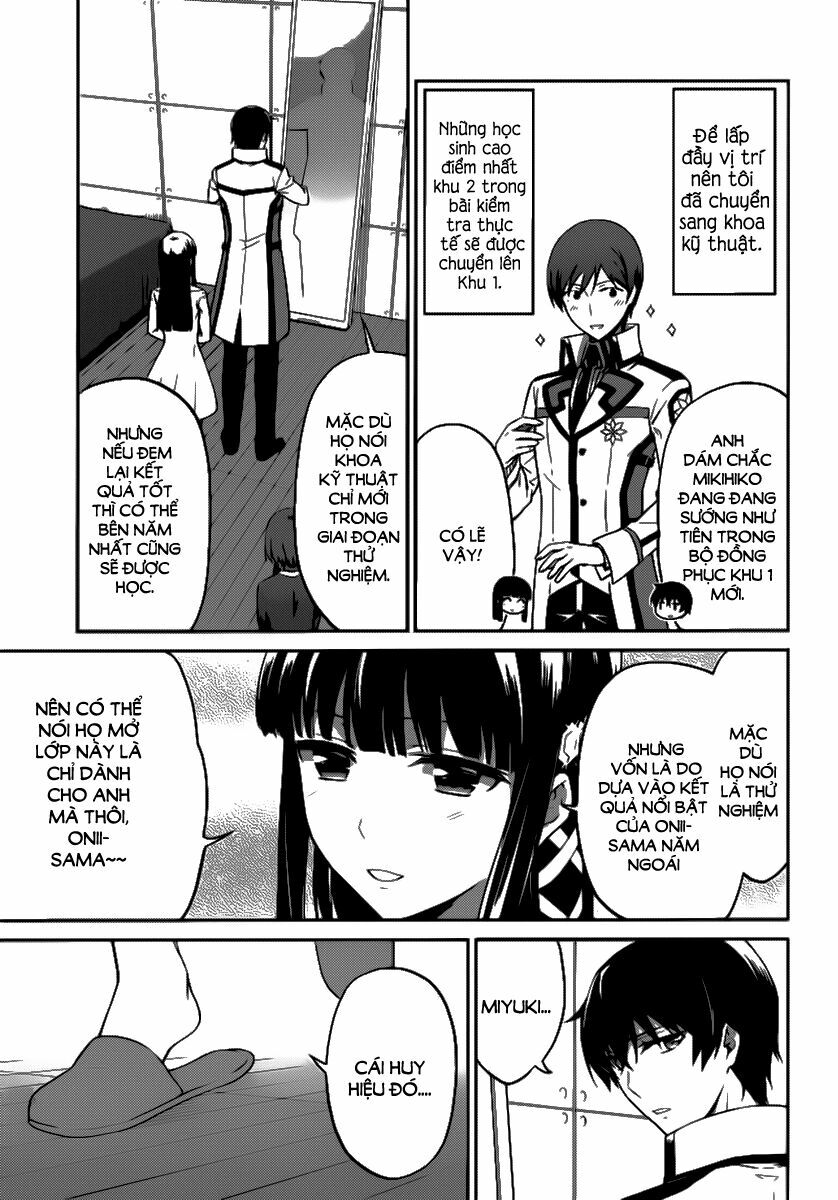 Để lấp
đầy vị trí
nên tôi
đã chuyển
sang khoa
kỹ thuật.
Những học
sinh cao
điểm nhất
khu 2 trong
bài kiểm
tra thực
tế sẽ được
chuyển lên
Khu 1.
ANH
DÁM CHẮC
MIKIHIKO
ĐANG ĐANG
SƯỚNG NHƯ
TIÊN TRONG
BỘ ĐỒNG
PHỤC KHU 1
MỚI.
CÓ LẼ
VẬY!
MẶC DÙ
HỌ NÓI
KHOA
KỸ THUẬT
CHỈ MỚI
TRONG
GIAI ĐOẠN
THỬ
NGHIỆM.
NHƯNG
NẾU ĐEM
LẠI KẾT
QUẢ TỐT
THÌ CÓ THỂ
BÊN NĂM
NHẤT CŨNG
SẼ ĐƯỢC
HỌC.
MẶC
DÙ
HỌ NÓI
LÀ THỬ
NGHIỆM
NHƯNG
VỐN LÀ DO
DỰA VÀO KẾT
QUẢ NỔI BẬT
CỦA ONII-
SAMA NĂM
NGOÁI
NÊN CÓ THỂ
NÓI HỌ MỞ
LỚP NÀY LÀ
CHỈ DÀNH
CHO ANH
MÀ THÔI,
ONII-
SAMA~~
MIYUKI...
CÁI HUY
HIỆU ĐÓ....